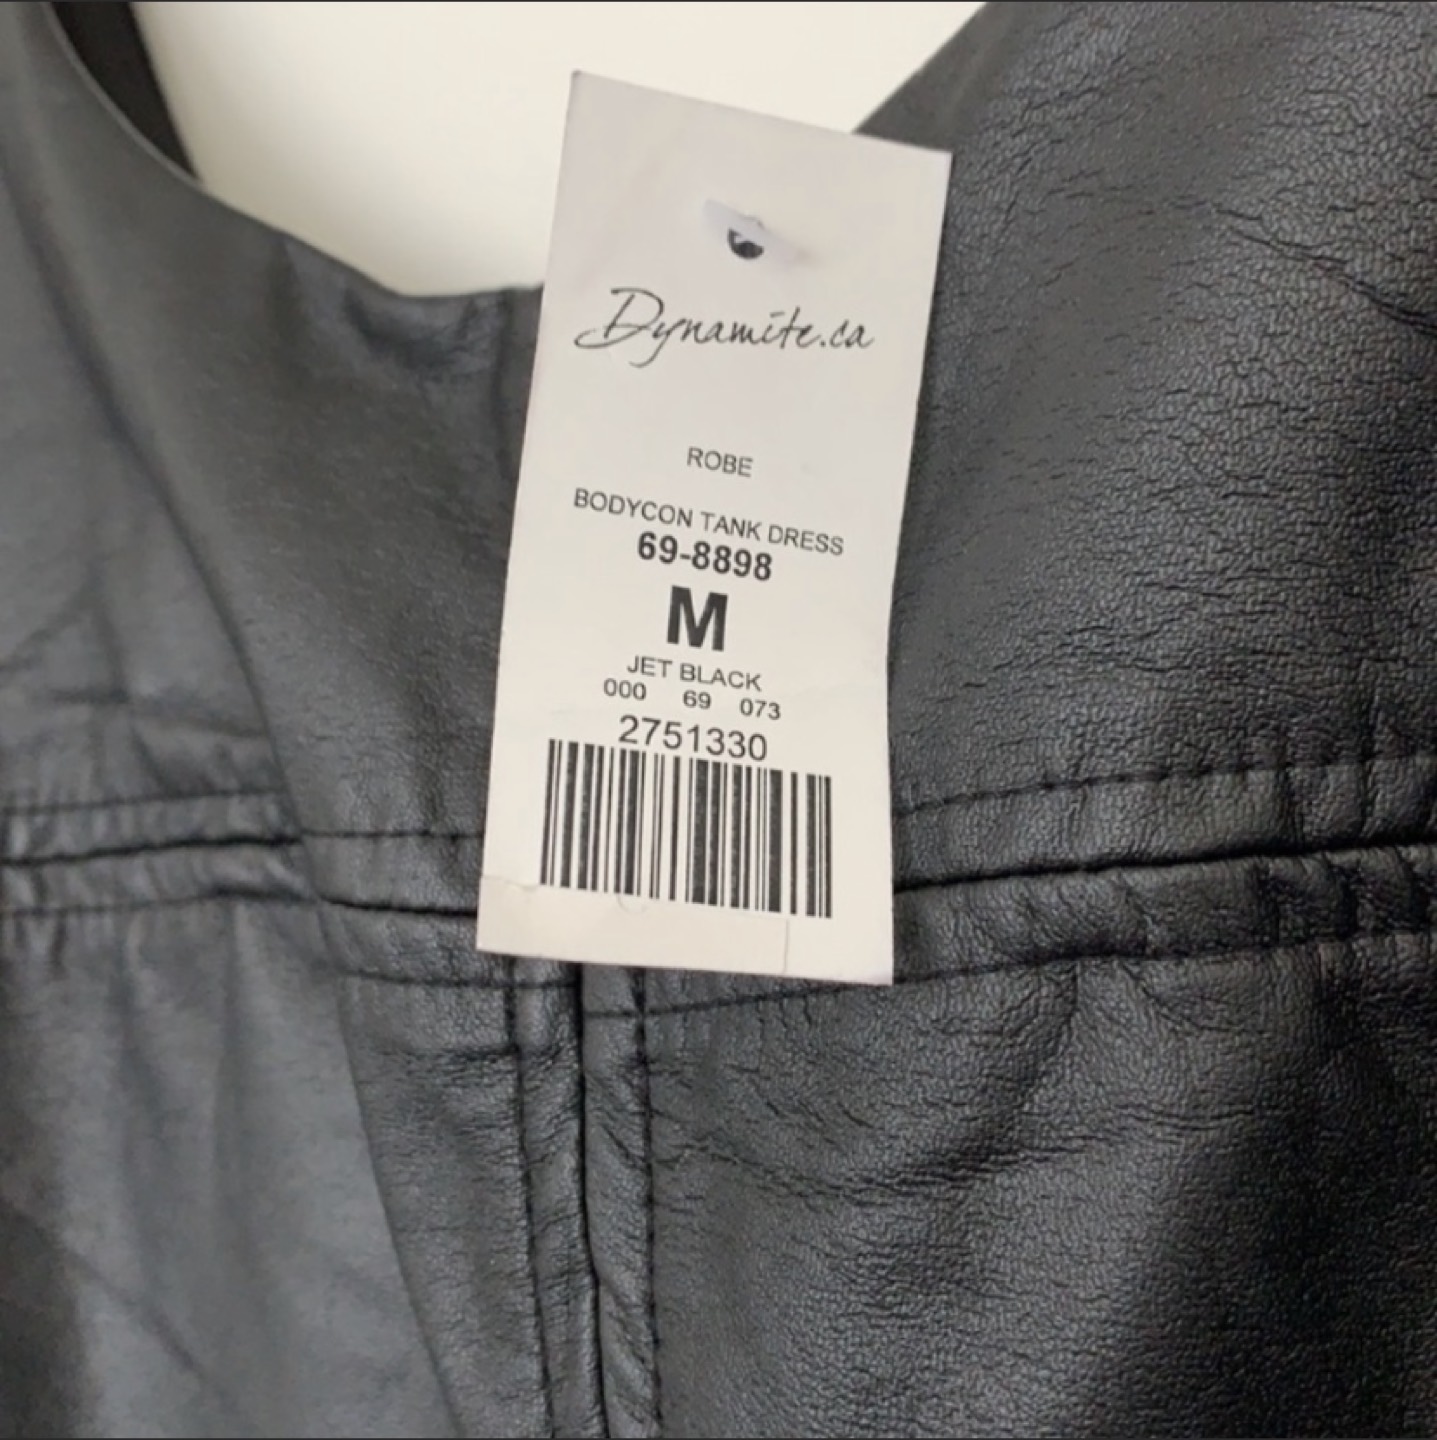 Dynamite.ca
ROBE
BODYCON TANK DRESS
69-8898
M
JET BLACK
000 69 073
2751330